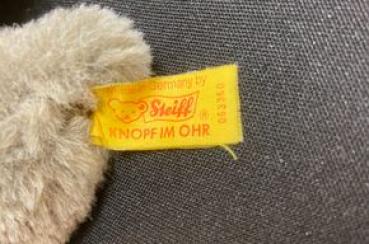 Germany by
Steiff ®
KNOPF IM OHR